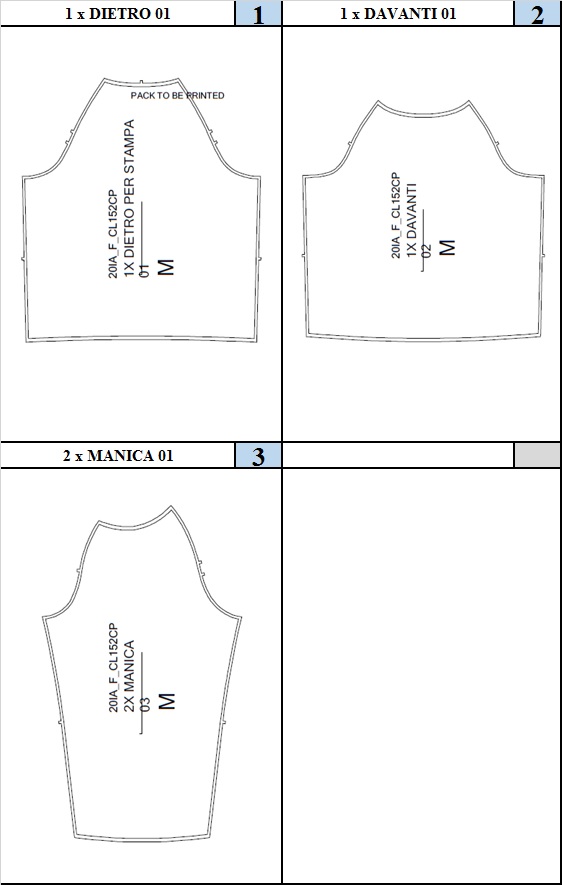 1 x DIETRO 01
1
1 x DAVANTI 01
2
PACK TO BE PRINTED
20IA_F_CL152CP
1X DIETRO PER STAMPA
01
M
20IA_F_CL152CP
1X DAVANTI
02
M
2 x MANICA 01
3
20IA_F_CL152CP
2X MANICA
03
M